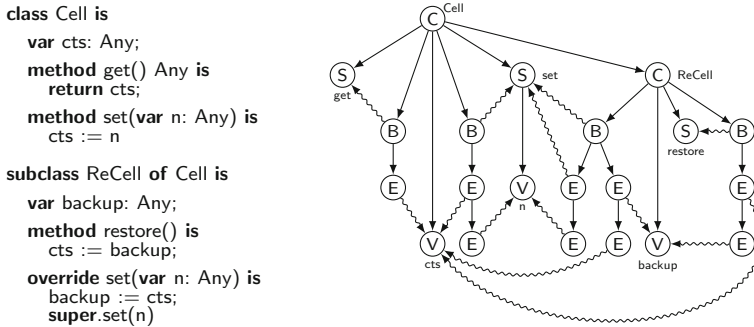 class Cell is
var cts: Any;
method get() Any is
return cts;
method set(var n: Any) is
cts := n
subclass ReCell of Cell is
var backup: Any;
method restore() is
cts := backup;
override set(var n: Any) is
backup := cts;
super.set(n)
C Cell
S S set C ReCell
get
B B B S B
restore
E E V E E E
n
V E E E V E
cts backup